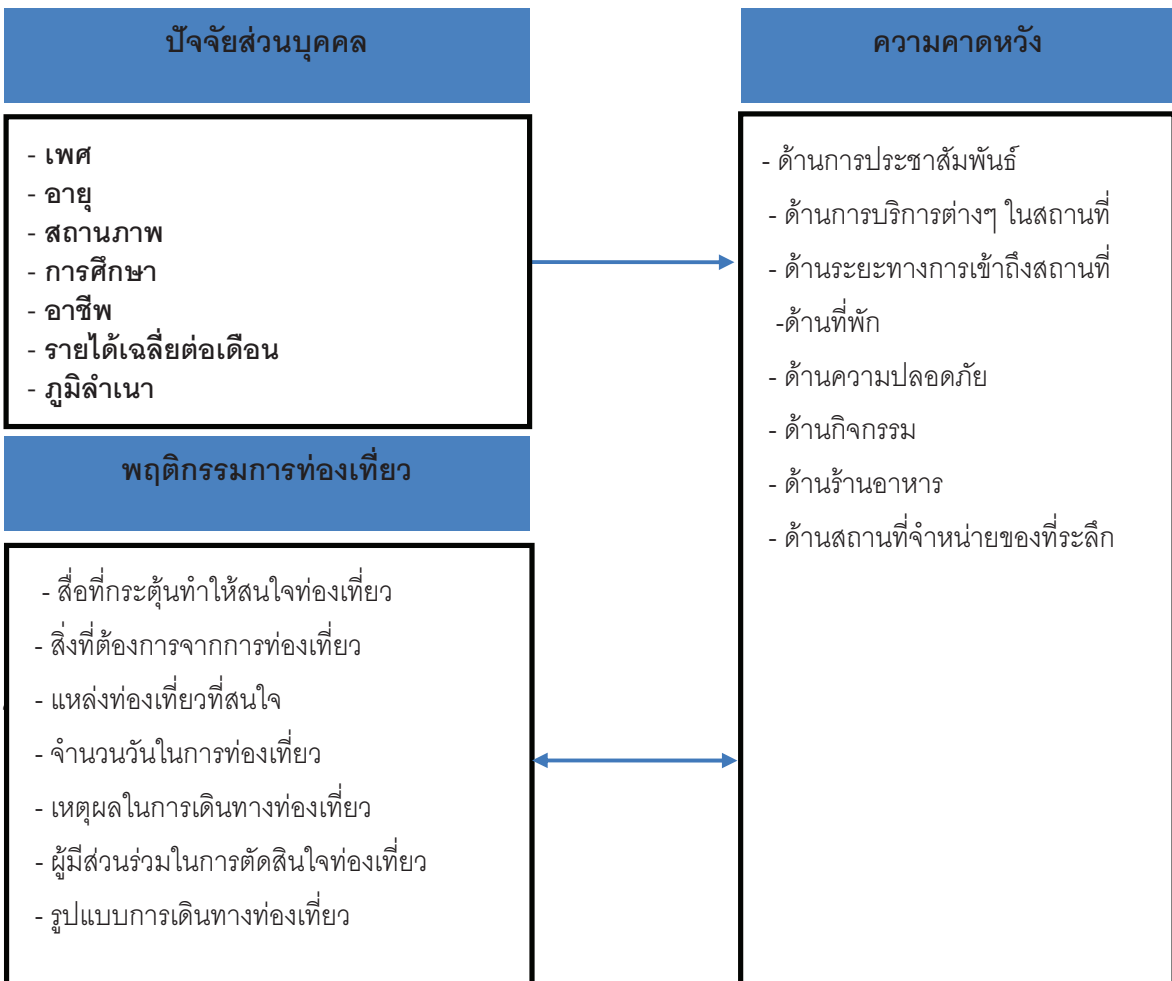 ปัจจัยส่วนบุคคล
- เพศ
- อายุ
- สถานภาพ
- การศึกษา
- อาชีพ
- รายได้เฉลี่ยต่อเดือน
- ภูมิลำเนา
พฤติกรรมการท่องเที่ยว
- สื่อที่กระตุ้นทำให้สนใจท่องเที่ยว
- สิ่งที่ต้องการจากการท่องเที่ยว
- แหล่งท่องเที่ยวที่สนใจ
- จำนวนวันในการท่องเที่ยว
- เหตุผลในการเดินทางท่องเที่ยว
- ผู้มีส่วนร่วมในการตัดสินใจท่องเที่ยว
- รูปแบบการเดินทางท่องเที่ยว
ความคาดหวัง
- ด้านการประชาสัมพันธ์
- ด้านการบริการต่างๆ ในสถานที่
- ด้านระยะทางการเข้าถึงสถานที่
-ด้านที่พัก
- ด้านความปลอดภัย
- ด้านกิจกรรม
- ด้านร้านอาหาร
- ด้านสถานที่จำหน่ายของที่ระลึก